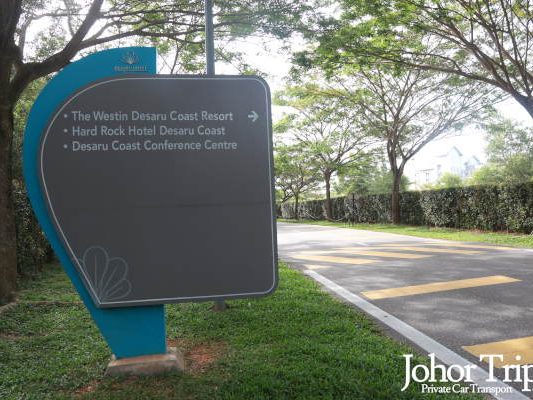 • The Westin Desaru Coast Resort →
• Hard Rock Hotel Desaru Coast
• Desaru Coast Conference Centre
Johor Trip
Private Car Transport